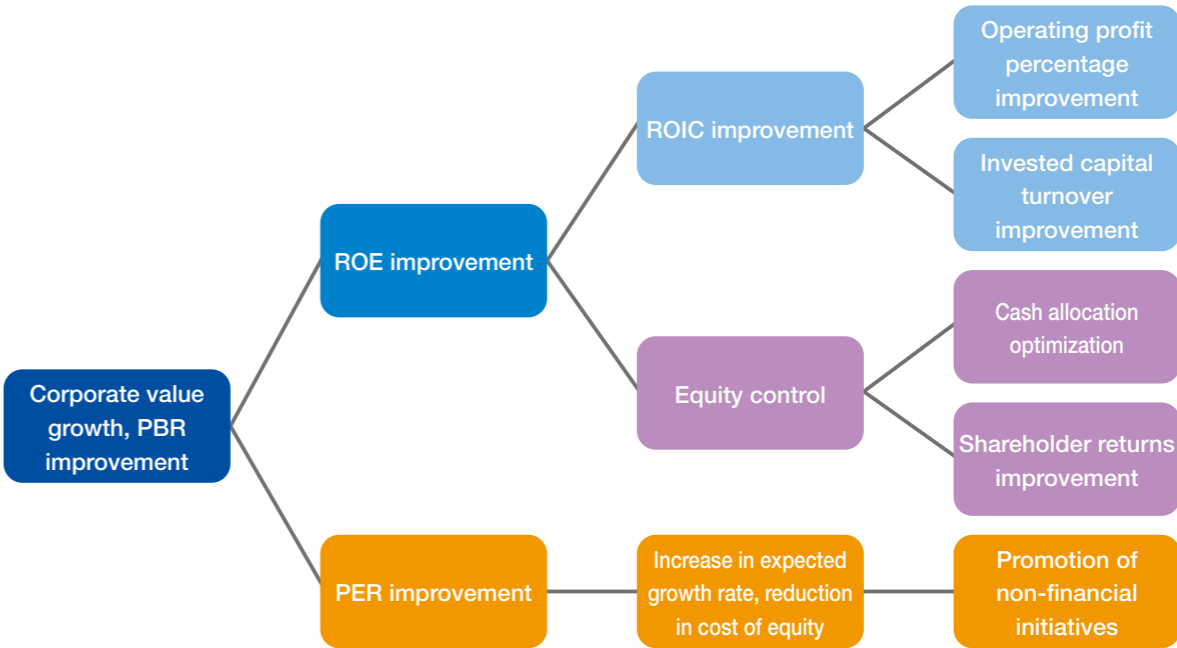 Operating profit
percentage
improvement
ROIC improvement
Invested capital
turnover
improvement
ROE improvement
Cash allocation
optimization
Equity control
Shareholder returns
improvement
Corporate value
growth, PBR
improvement
PER improvement
Increase in expected
growth rate, reduction
in cost of equity
Promotion of
non-financial
initiatives